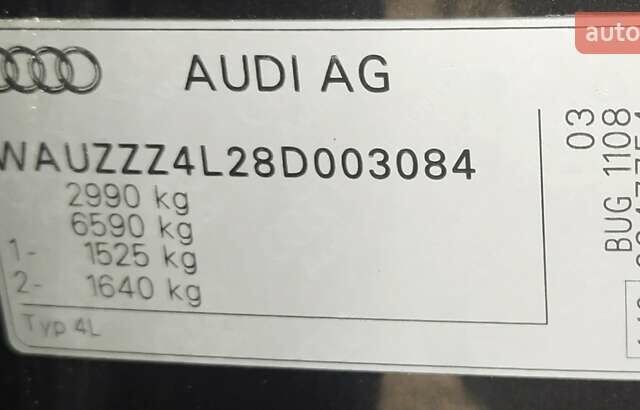 auto
AUDI AG
WAUZZZ4L28D003084
2990 kg
6590 kg
1- 1525 kg
2- 1640 kg
Typ 4L
03
BUG 1108